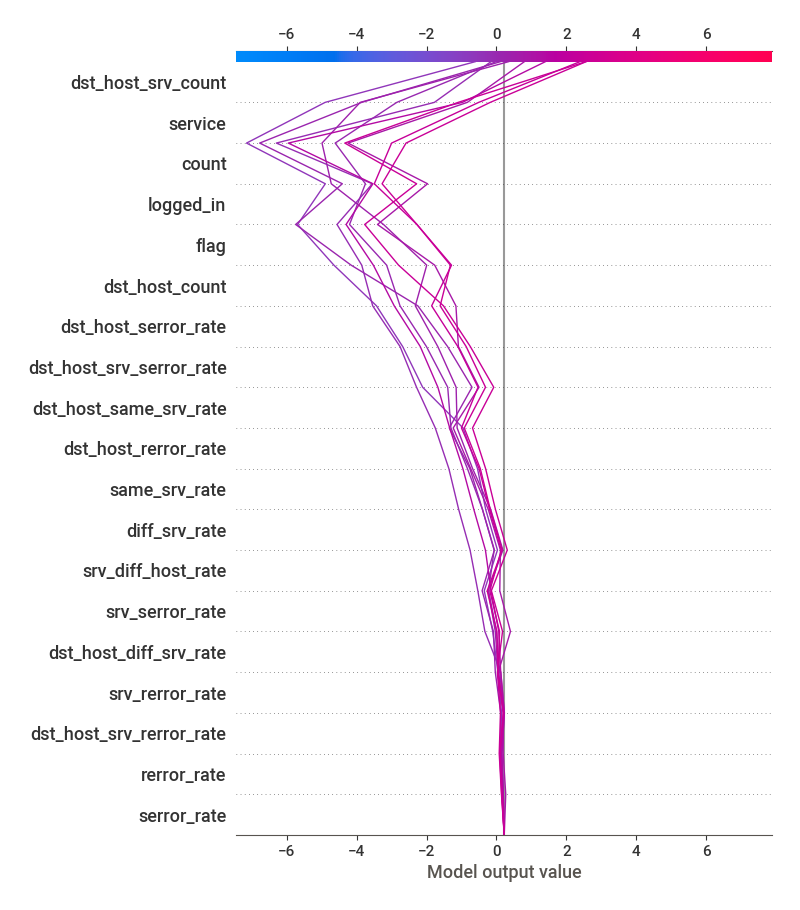 −6 −4 −2 0 2 4 6
dst_host_srv_count
service
count
logged_in
flag
dst_host_count
dst_host_serror_rate
dst_host_srv_serror_rate
dst_host_same_srv_rate
dst_host_rerror_rate
same_srv_rate
diff_srv_rate
srv_diff_host_rate
srv_serror_rate
dst_host_diff_srv_rate
srv_rerror_rate
dst_host_srv_rerror_rate
rerror_rate
serror_rate
−6 −4 −2 0 2 4 6
Model output value